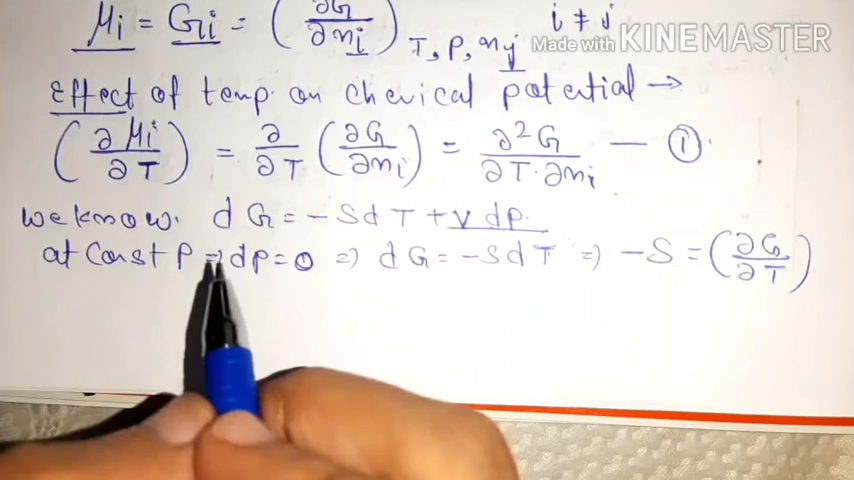 μi = Gi = (∂G/∂ni)T, P, nj i ≠ j
Made with KINEMASTER
Effect of temp. on chemical potential →
(∂μi/∂T) = ∂/∂T (∂G/∂ni) = ∂²G/∂T·∂ni — ①
we know. dG = -SdT + V dp.
at Const P ⇒ dp = 0 ⇒ dG = -SdT ⇒ -S = (∂G/∂T)